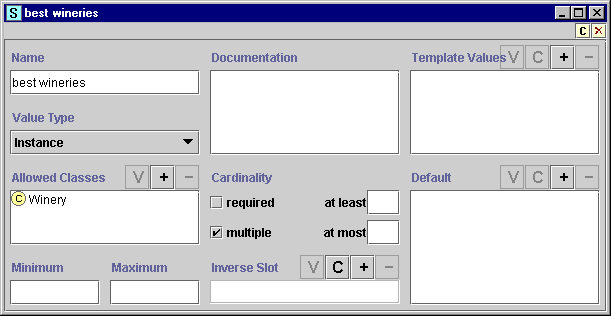 S best wineries
C
Name
best wineries
Documentation
Template Values V C + −
Value Type
Instance
Allowed Classes V + −
C Winery
Cardinality
required at least
multiple at most
Default V C + −
Minimum
Maximum
Inverse Slot V C + −